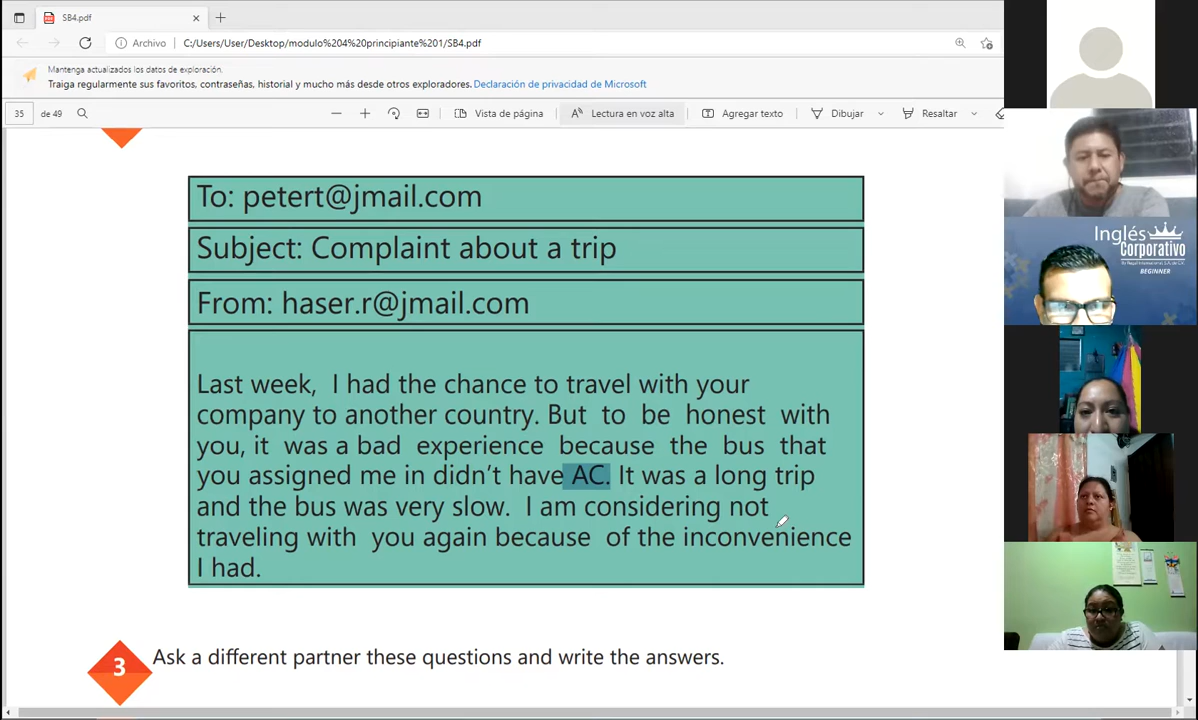 SB4.pdf
Archivo
C:/Users/User/Desktop/modulo%204%20principiante%201/SB4.pdf
Mantenga actualizados los datos de exploración.
Traiga regularmente sus favoritos, contraseñas, historial y mucho más desde otros exploradores. Declaración de privacidad de Microsoft
35 de 49 Vista de página Lectura en voz alta Agregar texto Dibujar Resaltar
To: petert@jmail.com
Subject: Complaint about a trip
From: haser.r@jmail.com
Last week, I had the chance to travel with your
company to another country. But to be honest with
you, it was a bad experience because the bus that
you assigned me in didn't have AC. It was a long trip
and the bus was very slow. I am considering not
traveling with you again because of the inconvenience
I had.
3 Ask a different partner these questions and write the answers.
Inglés
Corporativo
BEGINNER